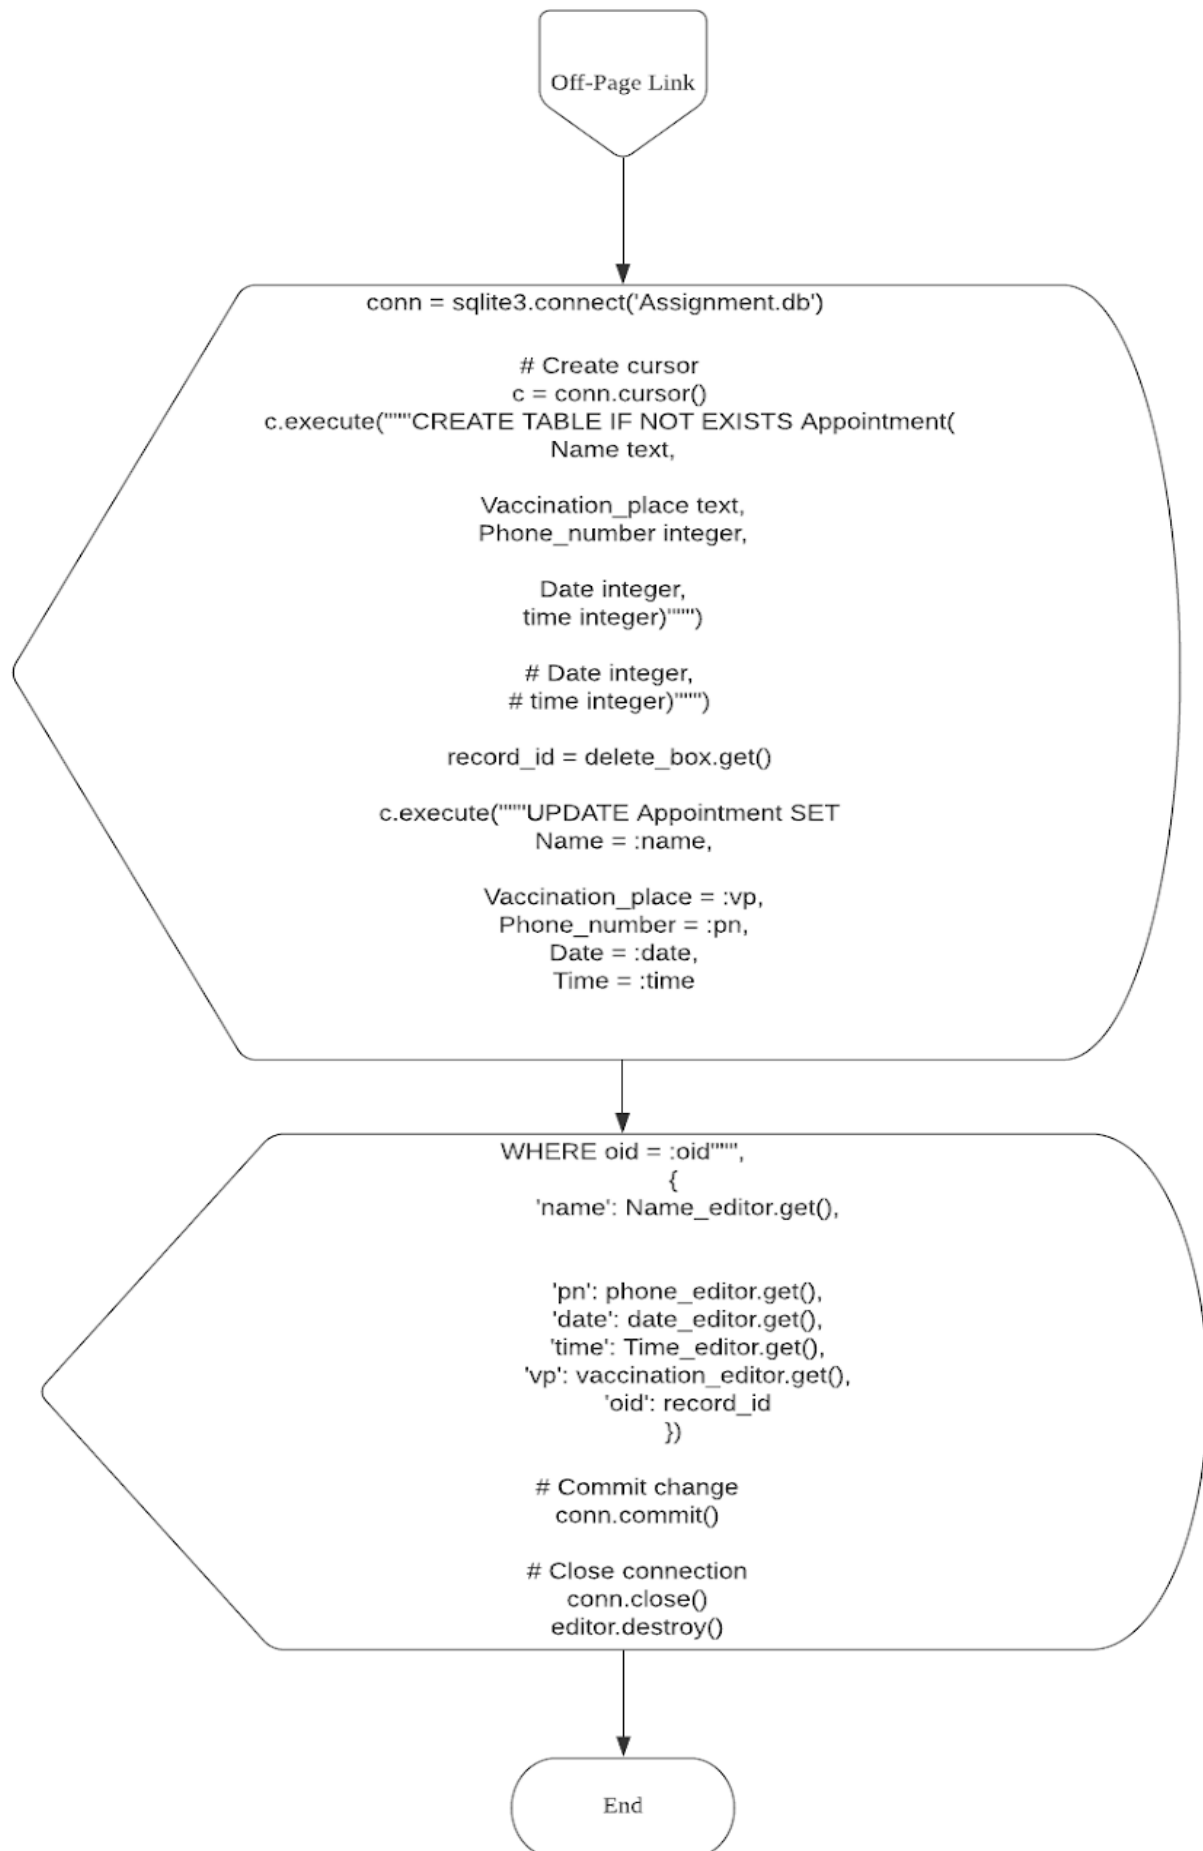 Off-Page Link
conn = sqlite3.connect('Assignment.db')
# Create cursor
c = conn.cursor()
c.execute("""CREATE TABLE IF NOT EXISTS Appointment(
Name text,
Vaccination_place text,
Phone_number integer,
Date integer,
time integer)""")
# Date integer,
# time integer)""")
record_id = delete_box.get()
c.execute("""UPDATE Appointment SET
Name = :name,
Vaccination_place = :vp,
Phone_number = :pn,
Date = :date,
Time = :time
WHERE oid = :oid""",
{
'name': Name_editor.get(),
'pn': phone_editor.get(),
'date': date_editor.get(),
'time': Time_editor.get(),
'vp': vaccination_editor.get(),
'oid': record_id
})
# Commit change
conn.commit()
# Close connection
conn.close()
editor.destroy()
End